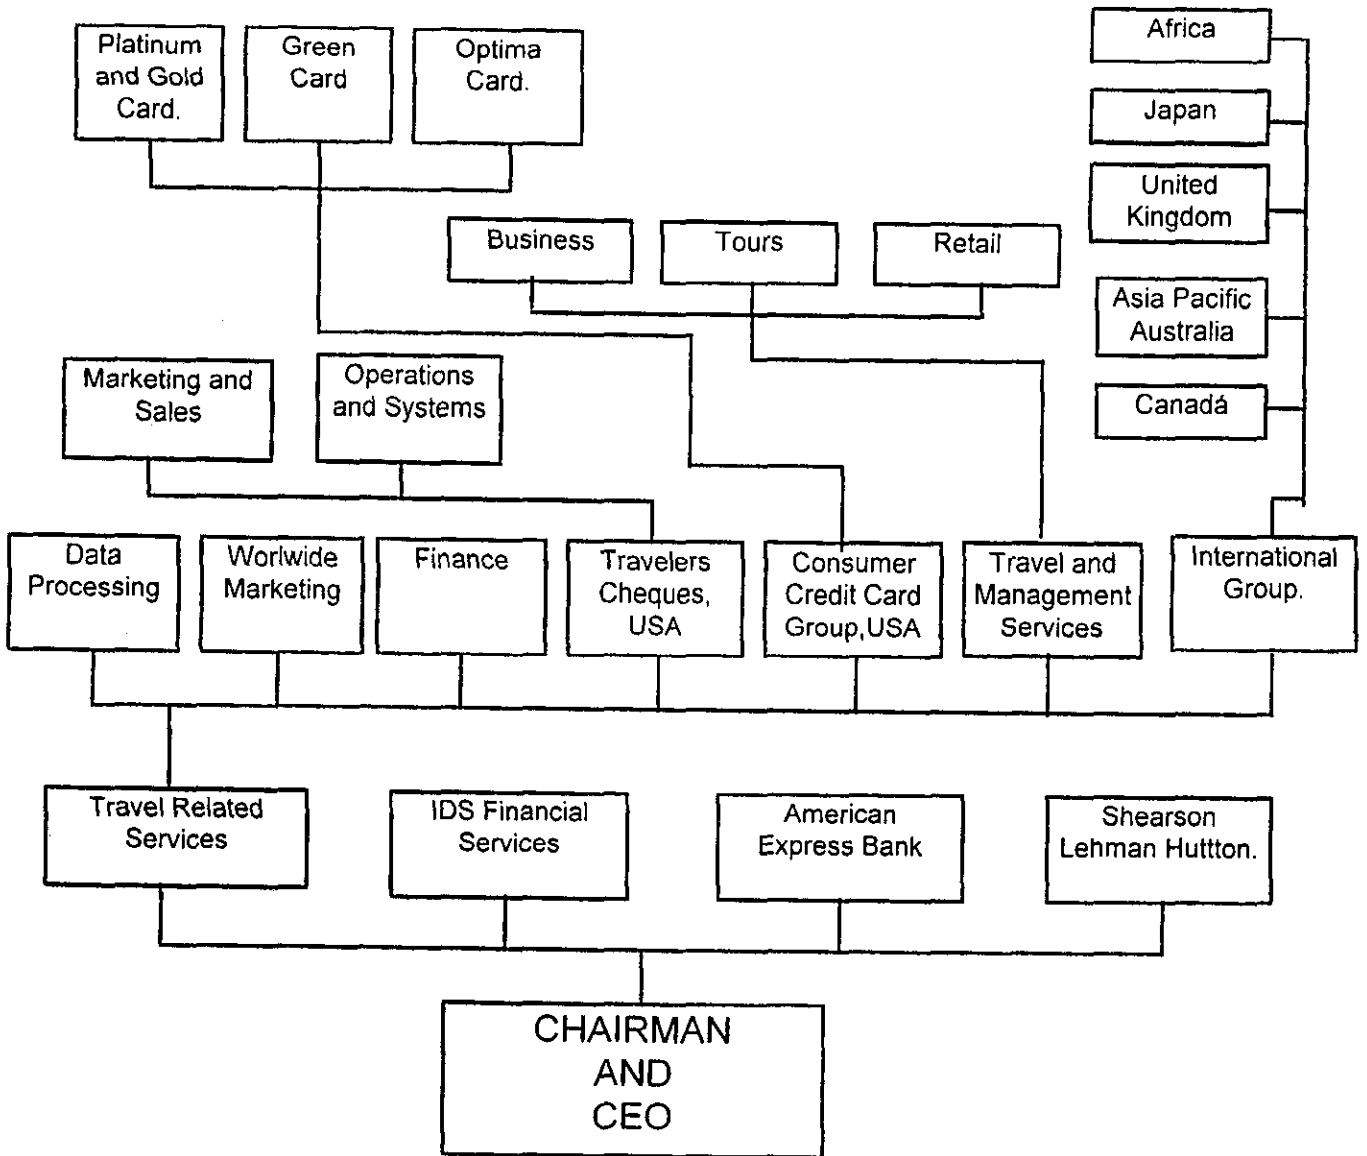 Platinum
and Gold
Card.
Green
Card
Optima
Card.
Africa
Japan
United
Kingdom
Asia Pacific
Australia
Canadá
Business
Tours
Retail
Marketing and
Sales
Operations
and Systems
Data
Processing
Worlwide
Marketing
Finance
Travelers
Cheques,
USA
Consumer
Credit Card
Group,USA
Travel and
Management
Services
International
Group.
Travel Related
Services
IDS Financial
Services
American
Express Bank
Shearson
Lehman Huttton.
CHAIRMAN
AND
CEO